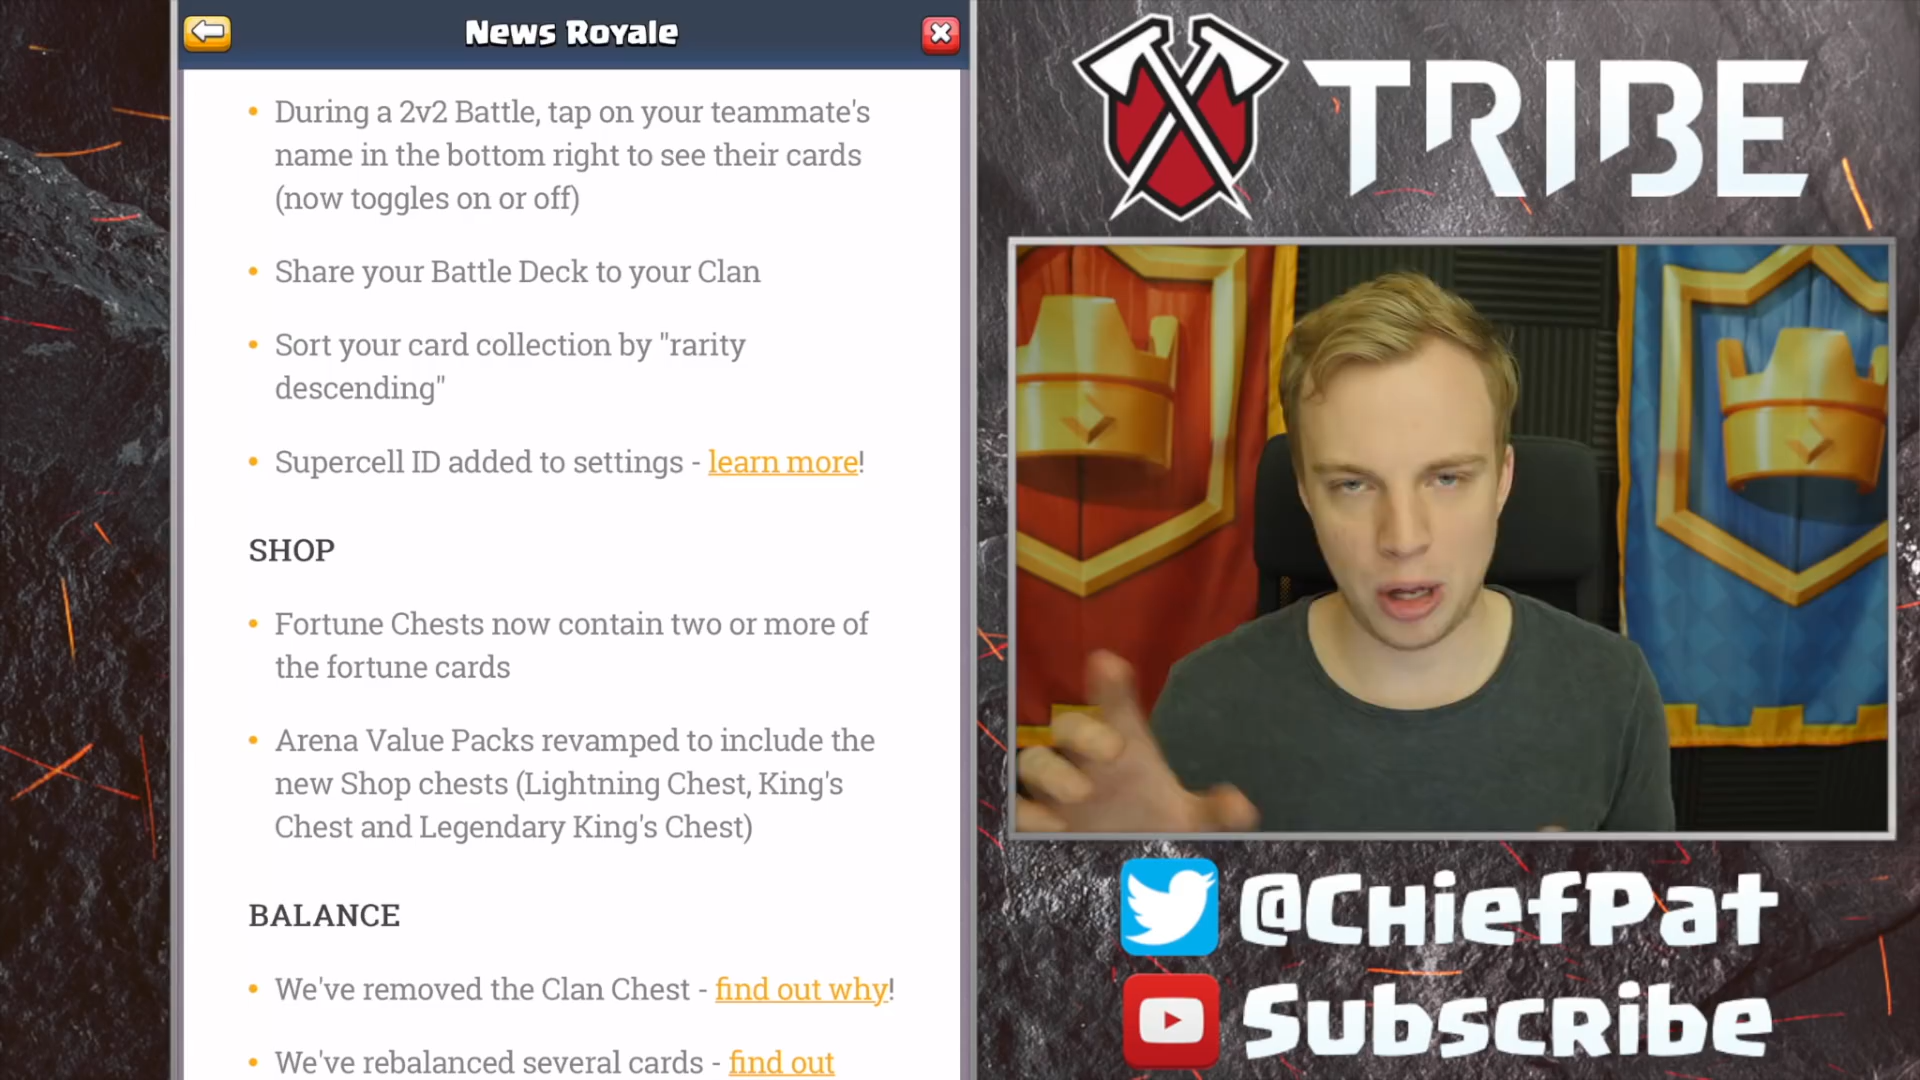 News Royale
During a 2v2 Battle, tap on your teammate's
name in the bottom right to see their cards
(now toggles on or off)
Share your Battle Deck to your Clan
Sort your card collection by "rarity
descending"
Supercell ID added to settings - learn more!
SHOP
Fortune Chests now contain two or more of
the fortune cards
Arena Value Packs revamped to include the
new Shop chests (Lightning Chest, King's
Chest and Legendary King's Chest)
BALANCE
We've removed the Clan Chest - find out why!
We've rebalanced several cards - find out
TRIBE
@ChiefPat
Subscribe